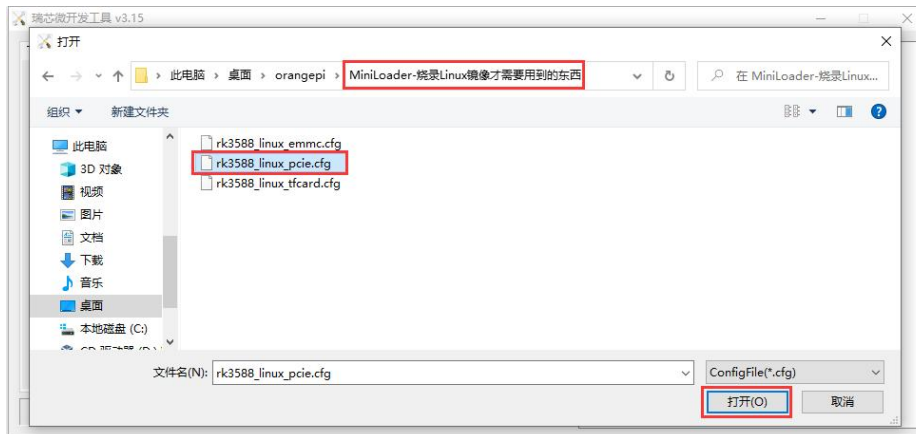 瑞芯微开发工具 v3.15
打开
此电脑 › 桌面 › orangepi › MiniLoader-烧录Linux镜像才需要用到的东西
在 MiniLoader-烧录Linux...
组织 新建文件夹
此电脑
3D 对象
视频
图片
文档
下载
音乐
桌面
本地磁盘 (C:)
rk3588_linux_emmc.cfg
rk3588_linux_pcie.cfg
rk3588_linux_tfcard.cfg
文件名(N): rk3588_linux_pcie.cfg
ConfigFile(*.cfg)
打开(O) 取消